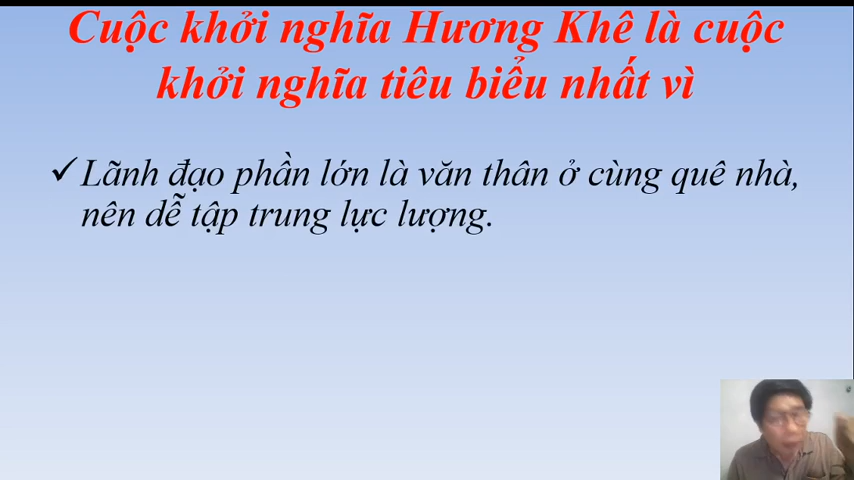 Cuộc khởi nghĩa Hương Khê là cuộc
khởi nghĩa tiêu biểu nhất vì
✓ Lãnh đạo phần lớn là văn thân ở cùng quê nhà,
nên dễ tập trung lực lượng.